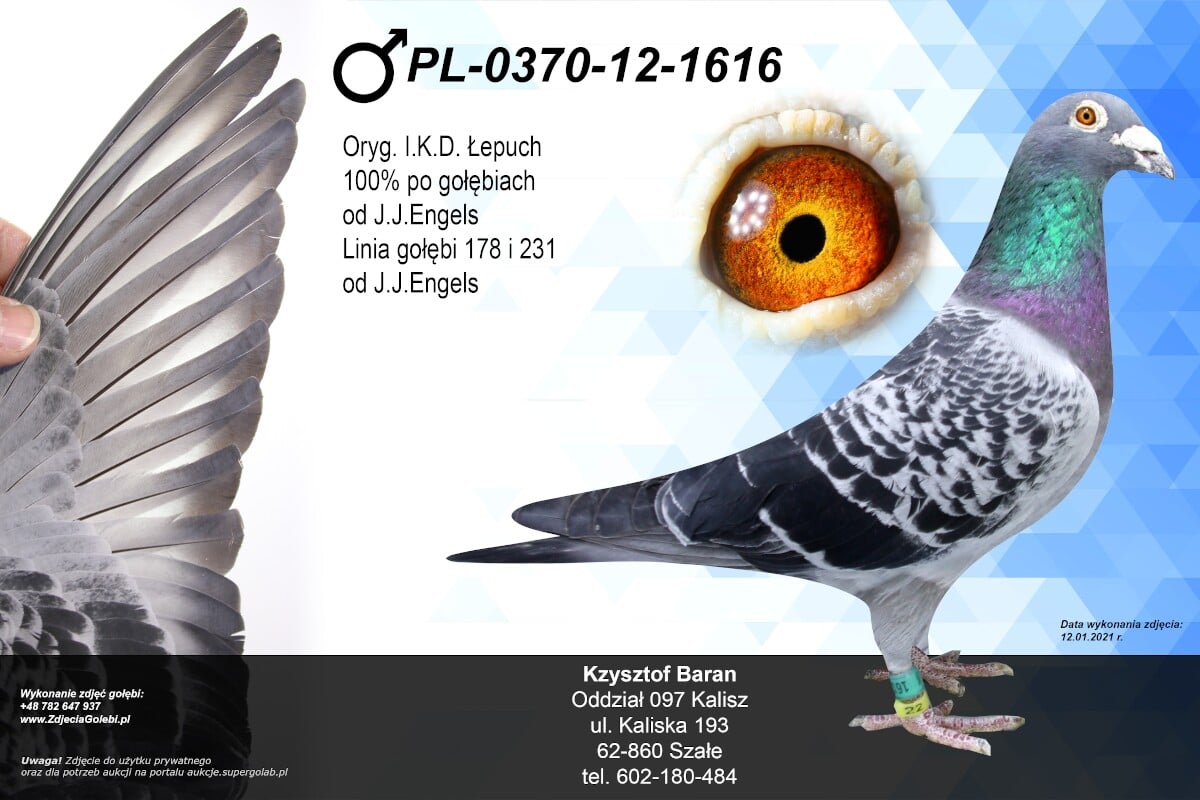 PL-0370-12-1616
Oryg. I.K.D. Łepuch
100% po gołębiach
od J.J.Engels
Linia gołębi 178 i 231
od J.J.Engels
Data wykonania zdjęcia:
12.01.2021 r.
Krzysztof Baran
Oddział 097 Kalisz
ul. Kaliska 193
62-860 Szałe
tel. 602-180-484
Wykonanie zdjęć gołębi:
+48 782 647 937
www.ZdjeciaGolebi.pl
Uwaga! Zdjęcie do użytku prywatnego
oraz dla potrzeb aukcji na portalu aukcje.supergolab.pl
16
22